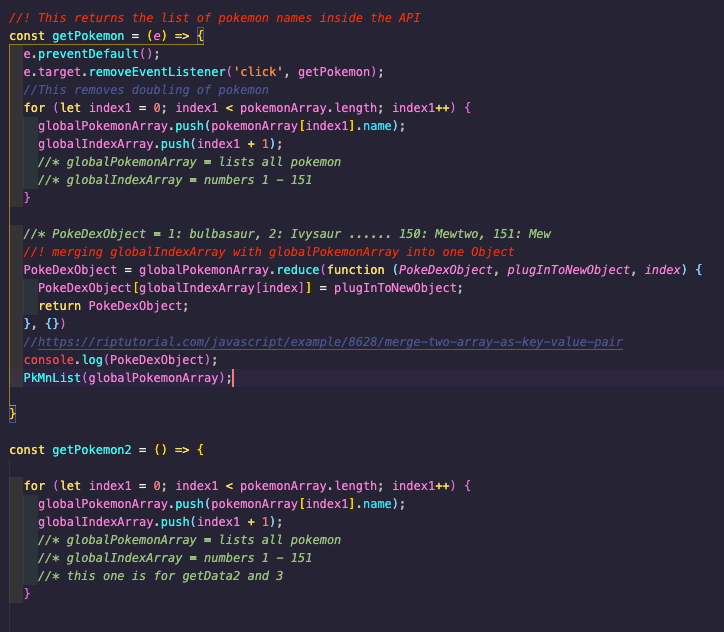 //! This returns the list of pokemon names inside the API
const getPokemon = (e) => {
  e.preventDefault();
  e.target.removeEventListener('click', getPokemon);
  //This removes doubling of pokemon
  for (let index1 = 0; index1 < pokemonArray.length; index1++) {
    globalPokemonArray.push(pokemonArray[index1].name);
    globalIndexArray.push(index1 + 1);
    //* globalPokemonArray = lists all pokemon
    //* globalIndexArray = numbers 1 - 151
  }
  //* PokeDexObject = 1: bulbasaur, 2: Ivysaur ...... 150: Mewtwo, 151: Mew
  //! merging globalIndexArray with globalPokemonArray into one Object
  PokeDexObject = globalPokemonArray.reduce(function (PokeDexObject, plugInToNewObject, index) {
    PokeDexObject[globalIndexArray[index]] = plugInToNewObject;
    return PokeDexObject;
  }, {})
  //https://riptutorial.com/javascript/example/8628/merge-two-array-as-key-value-pair
  console.log(PokeDexObject);
  PkMnList(globalPokemonArray);
}
const getPokemon2 = () => {
  for (let index1 = 0; index1 < pokemonArray.length; index1++) {
    globalPokemonArray.push(pokemonArray[index1].name);
    globalIndexArray.push(index1 + 1);
    //* globalPokemonArray = lists all pokemon
    //* globalIndexArray = numbers 1 - 151
    //* this one is for getData2 and 3
  }